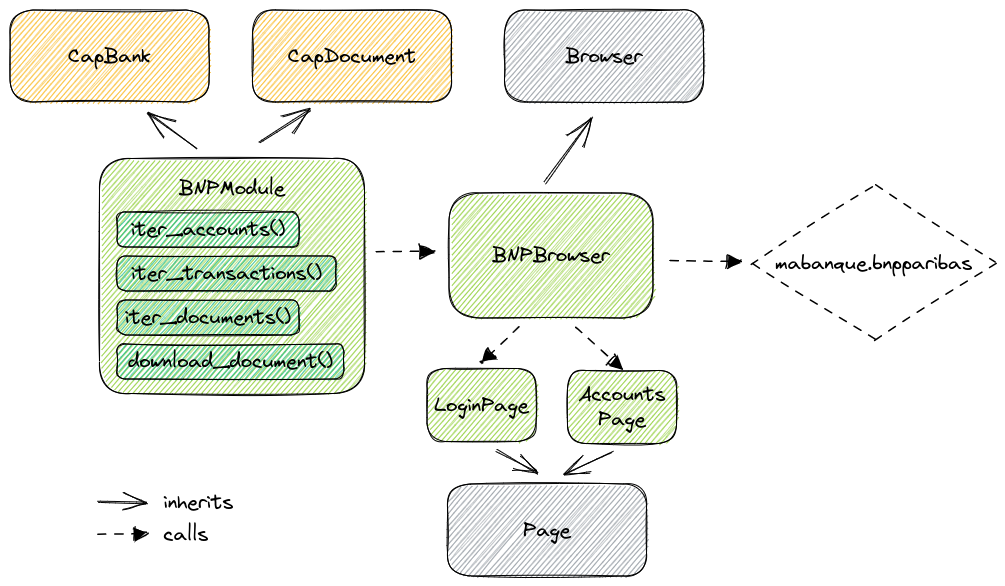 CapBank
CapDocument
Browser
BNPModule
iter_accounts()
iter_transactions()
iter_documents()
download_document()
BNPBrowser
mabanque.bnpparibas
LoginPage
Accounts
Page
Page
inherits
calls